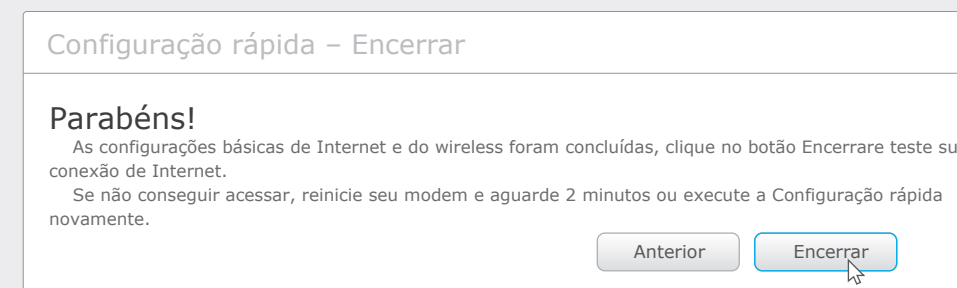 Configuração rápida – Encerrar
Parabéns!
As configurações básicas de Internet e do wireless foram concluídas, clique no botão Encerrare teste su
conexão de Internet.
Se não conseguir acessar, reinicie seu modem e aguarde 2 minutos ou execute a Configuração rápida
novamente.
Anterior Encerrar